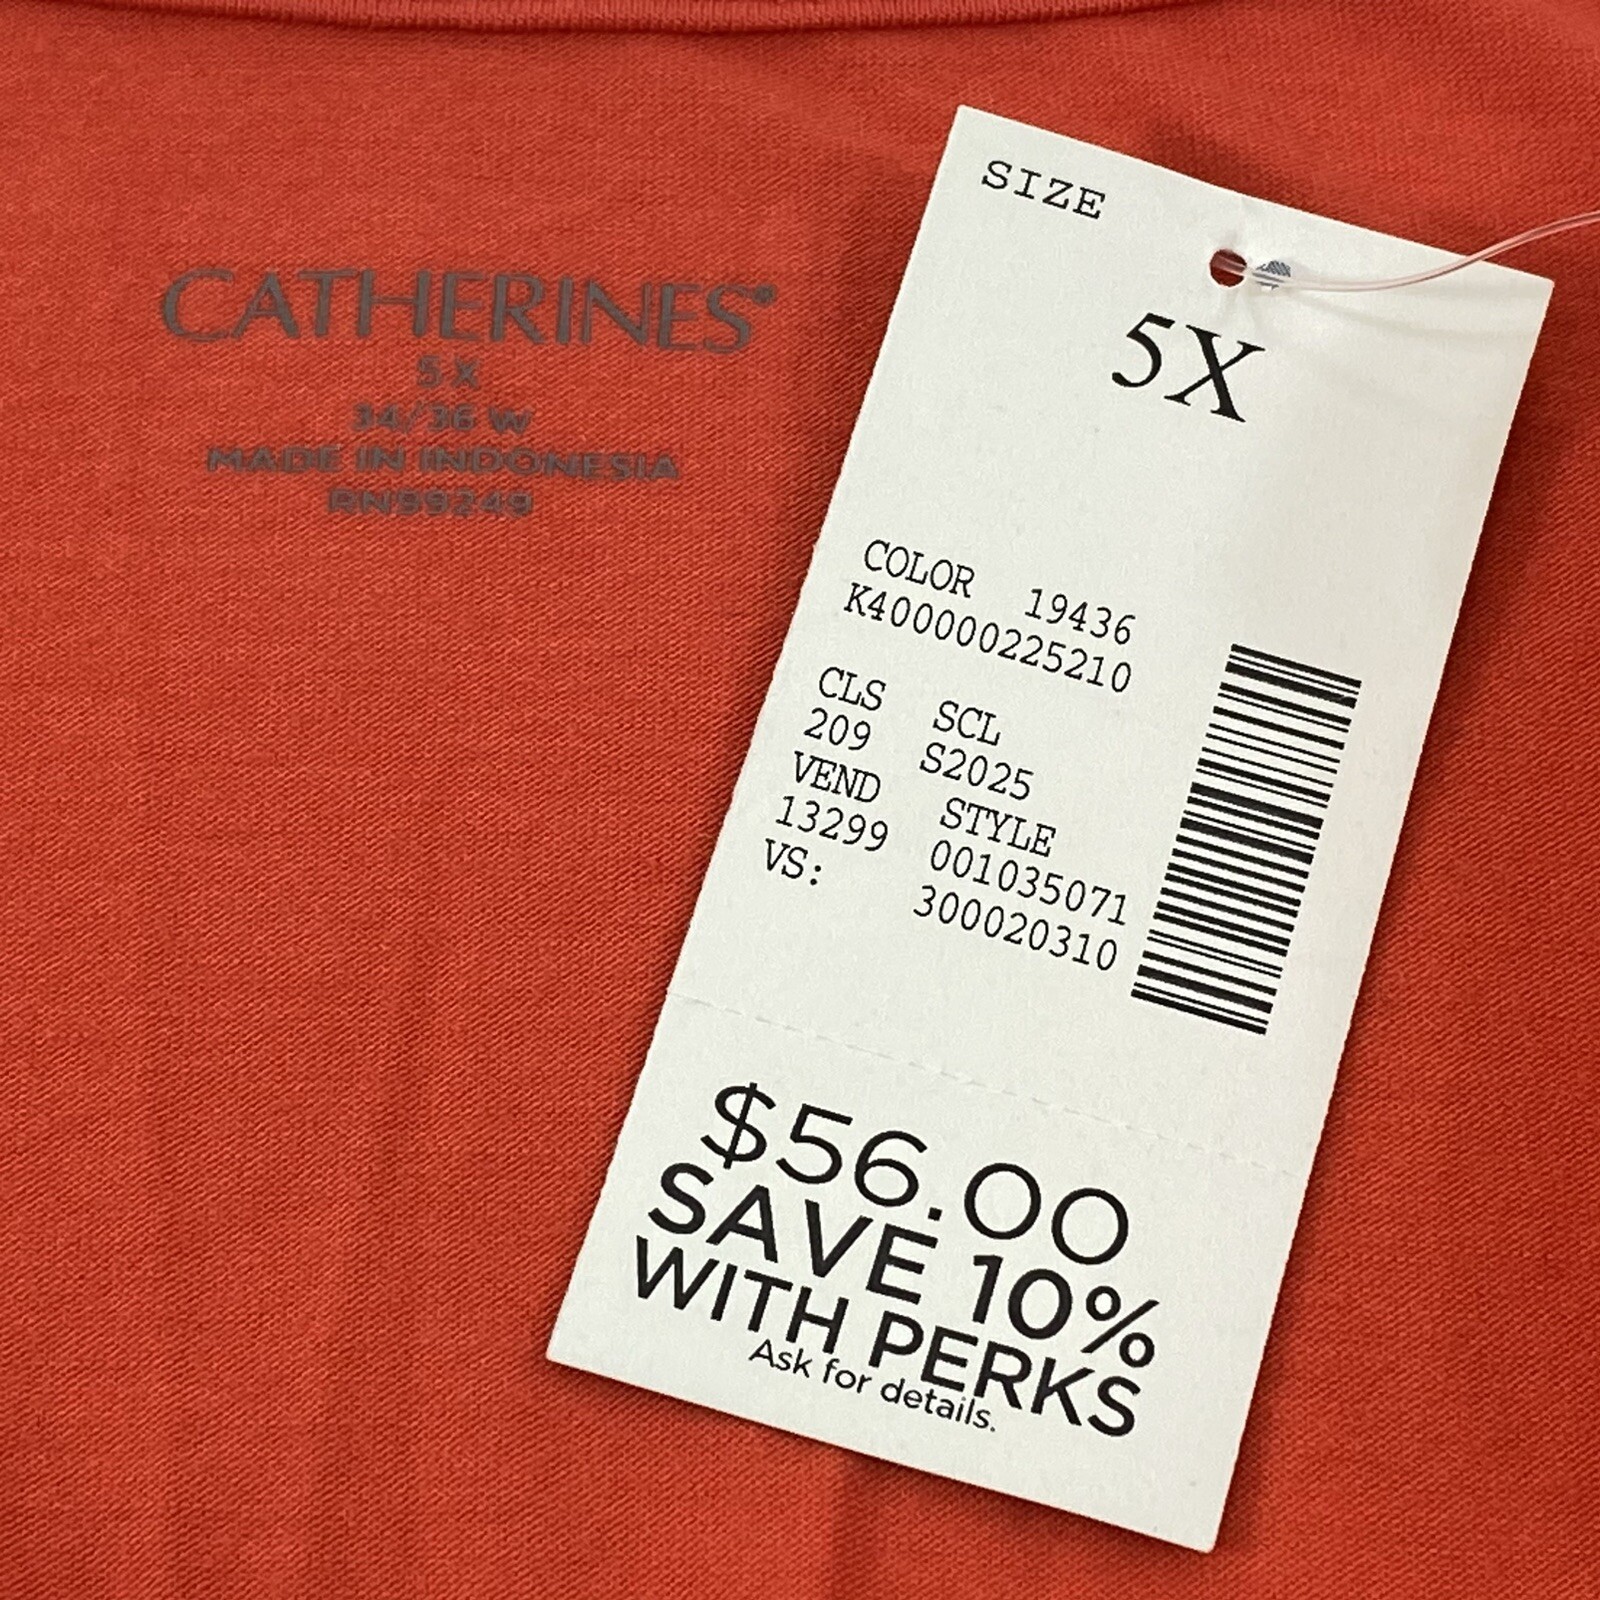 CATHERINES®
5X
34/36 W
MADE IN INDONESIA
RN99249
SIZE
5X
COLOR 19436
K40000225210
CLS SCL
209 S2025
VEND STYLE
13299 001035071
VS: 300020310
$56.00
SAVE 10%
WITH PERKS
Ask for details.